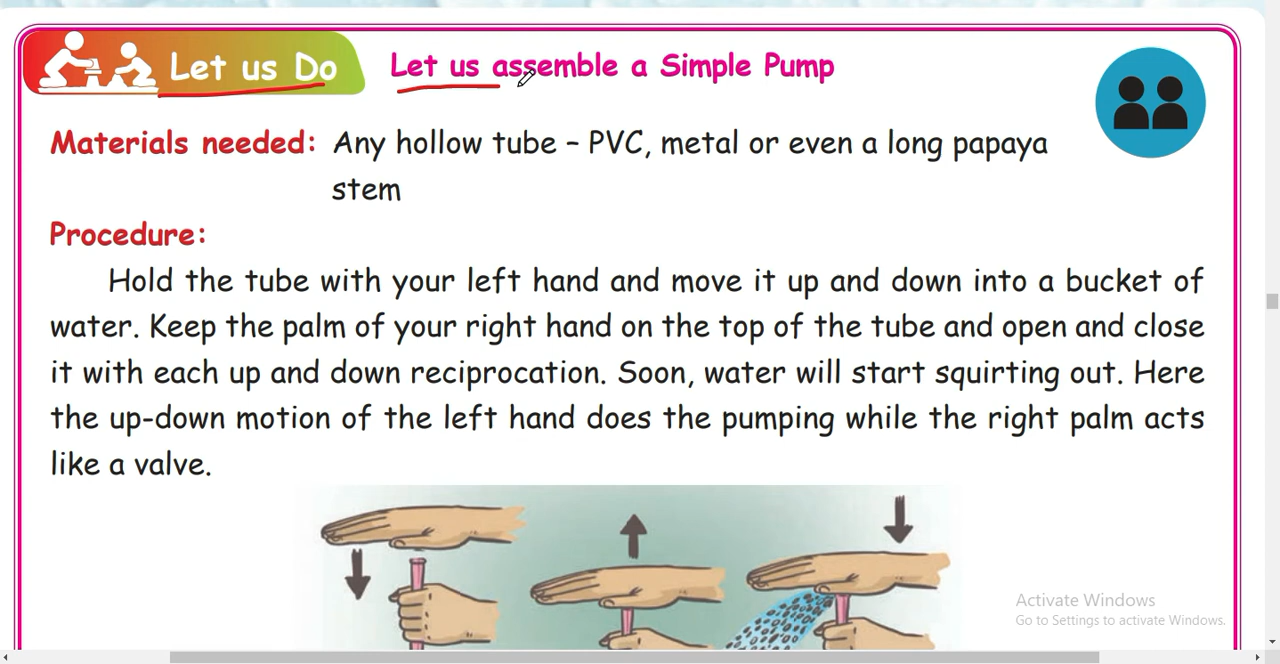 Let us Do
Let us assemble a Simple Pump
Materials needed: Any hollow tube – PVC, metal or even a long papaya
stem
Procedure:
Hold the tube with your left hand and move it up and down into a bucket of
water. Keep the palm of your right hand on the top of the tube and open and close
it with each up and down reciprocation. Soon, water will start squirting out. Here
the up-down motion of the left hand does the pumping while the right palm acts
like a valve.
Activate Windows
Go to Settings to activate Windows.